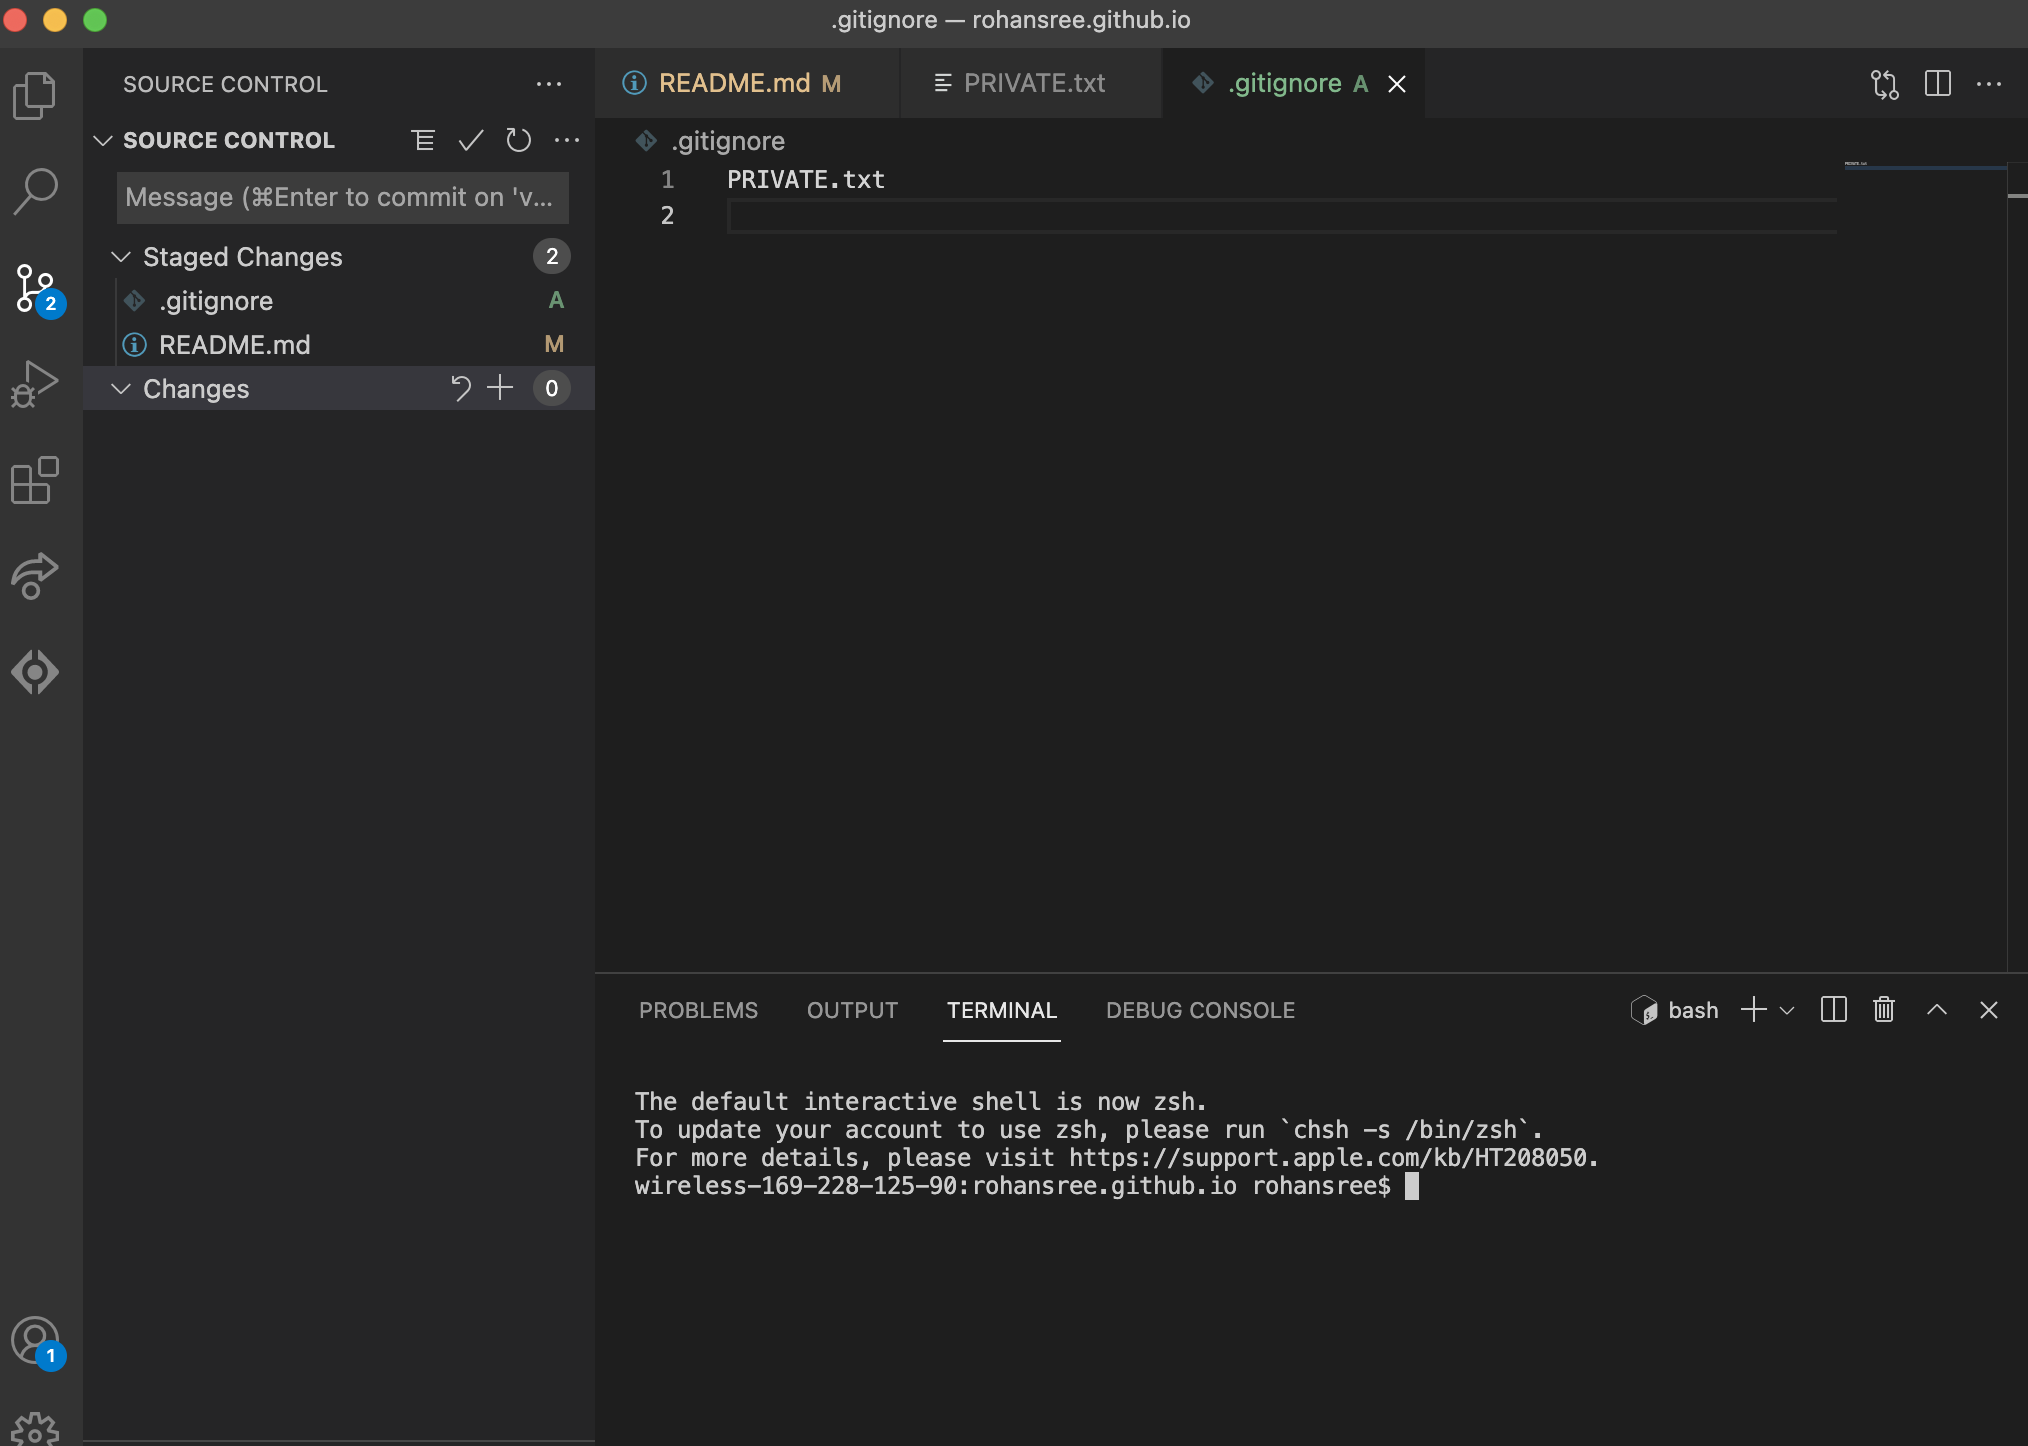 .gitignore — rohansree.github.io
SOURCE CONTROL
README.md M
PRIVATE.txt
.gitignore A
SOURCE CONTROL
.gitignore
Message (⌘Enter to commit on 'v...
1 PRIVATE.txt
2
Staged Changes 2
.gitignore A
2
README.md M
Changes 0
PROBLEMS OUTPUT TERMINAL DEBUG CONSOLE bash
The default interactive shell is now zsh.
To update your account to use zsh, please run `chsh -s /bin/zsh`.
For more details, please visit https://support.apple.com/kb/HT208050.
wireless-169-228-125-90:rohansree.github.io rohansree$
1